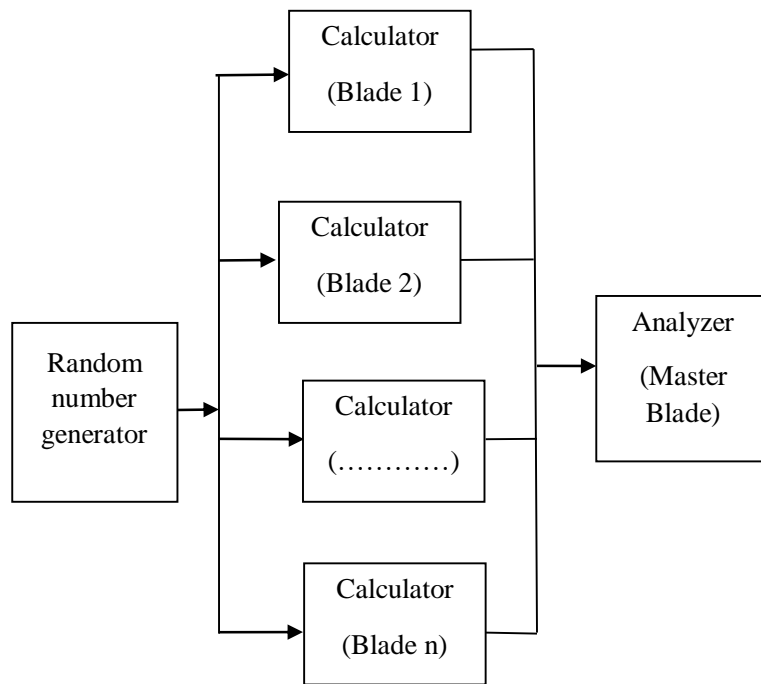 Calculator
(Blade 1)
Calculator
(Blade 2)
Random
number
generator
Calculator
(…………)
Calculator
(Blade n)
Analyzer
(Master
Blade)